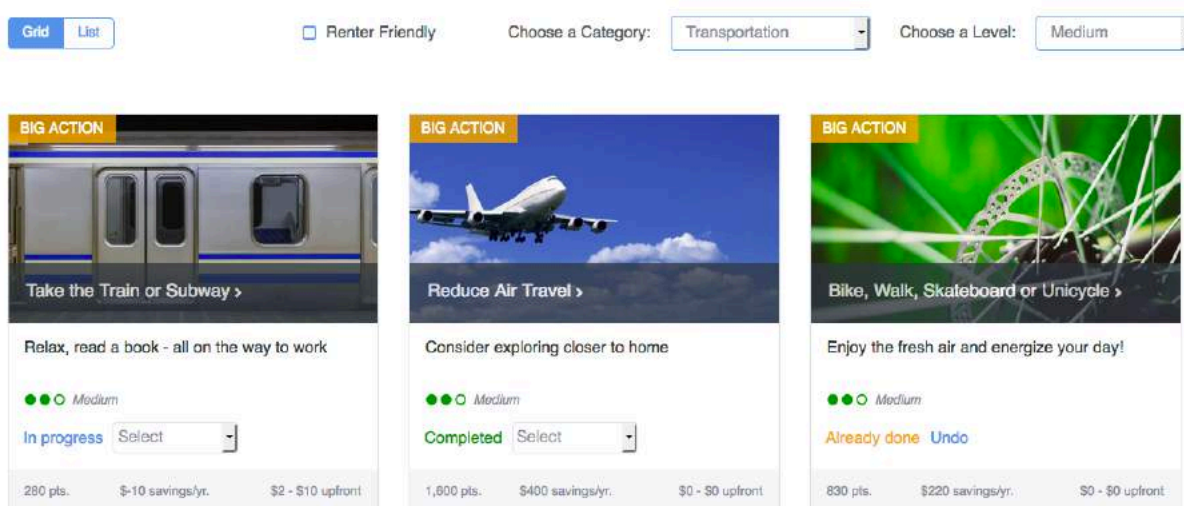 Grid List Renter Friendly Choose a Category: Transportation Choose a Level: Medium
BIG ACTION BIG ACTION BIG ACTION
Take the Train or Subway › Reduce Air Travel › Bike, Walk, Skateboard or Unicycle ›
Relax, read a book - all on the way to work Consider exploring closer to home Enjoy the fresh air and energize your day!
Medium Medium Medium
In progress Select Completed Select Already done Undo
280 pts. $-10 savings/yr. $2 - $10 upfront 1,600 pts. $400 savings/yr. $0 - $0 upfront 830 pts. $220 savings/yr. $0 - $0 upfront